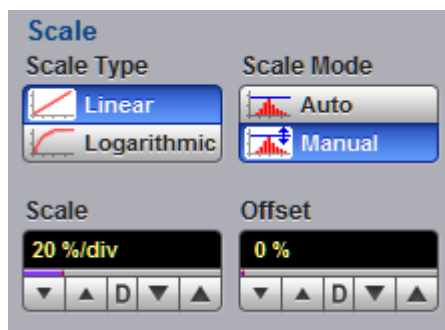 Scale
Scale Type Scale Mode
Linear Auto
Logarithmic Manual
Scale Offset
20 %/div 0 %
D D